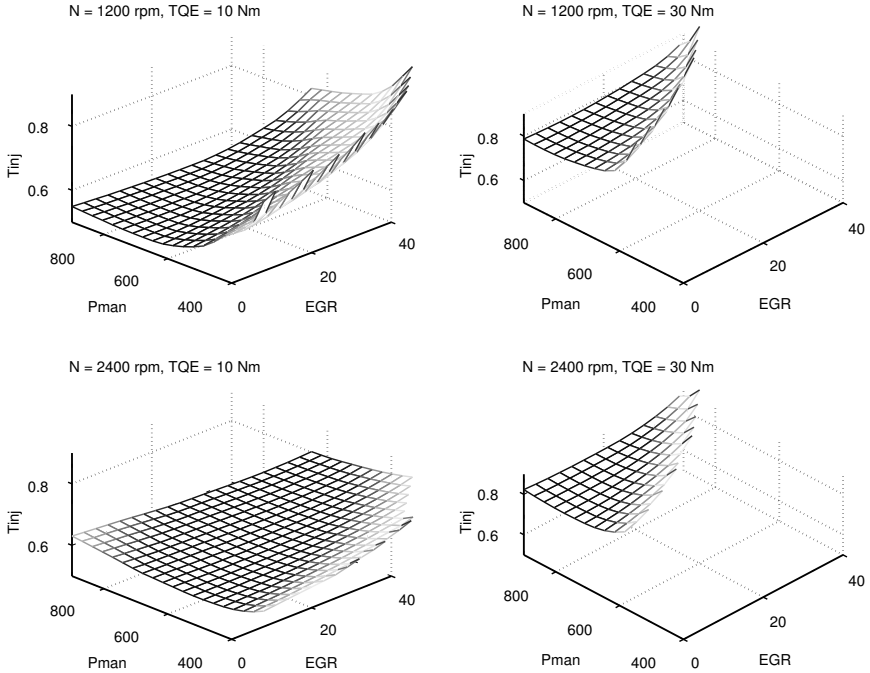 N = 1200 rpm, TQE = 10 Nm
0.8
0.6
Tinj
800
600
400
Pman
0
20
40
EGR
N = 1200 rpm, TQE = 30 Nm
0.8
0.6
Tinj
800
600
400
Pman
0
20
40
EGR
N = 2400 rpm, TQE = 10 Nm
0.8
0.6
Tinj
800
600
400
Pman
0
20
40
EGR
N = 2400 rpm, TQE = 30 Nm
0.8
0.6
Tinj
800
600
400
Pman
0
20
40
EGR